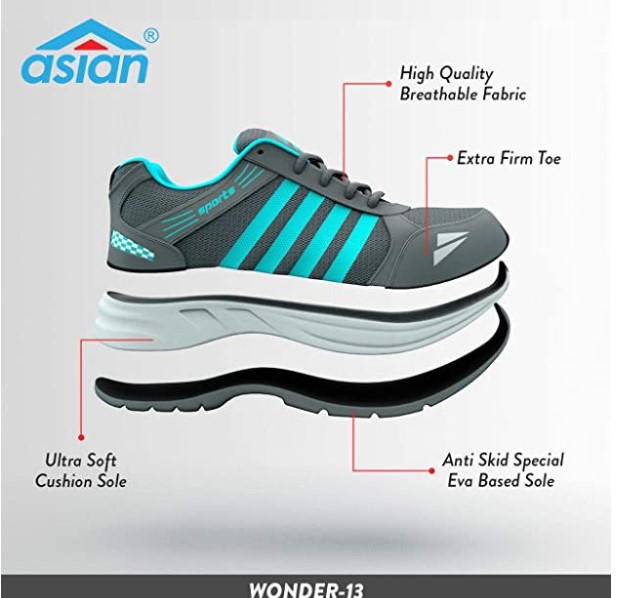 asian®
High Quality
Breathable Fabric
Extra Firm Toe
sports
Ultra Soft
Cushion Sole
Anti Skid Special
Eva Based Sole
WONDER-13